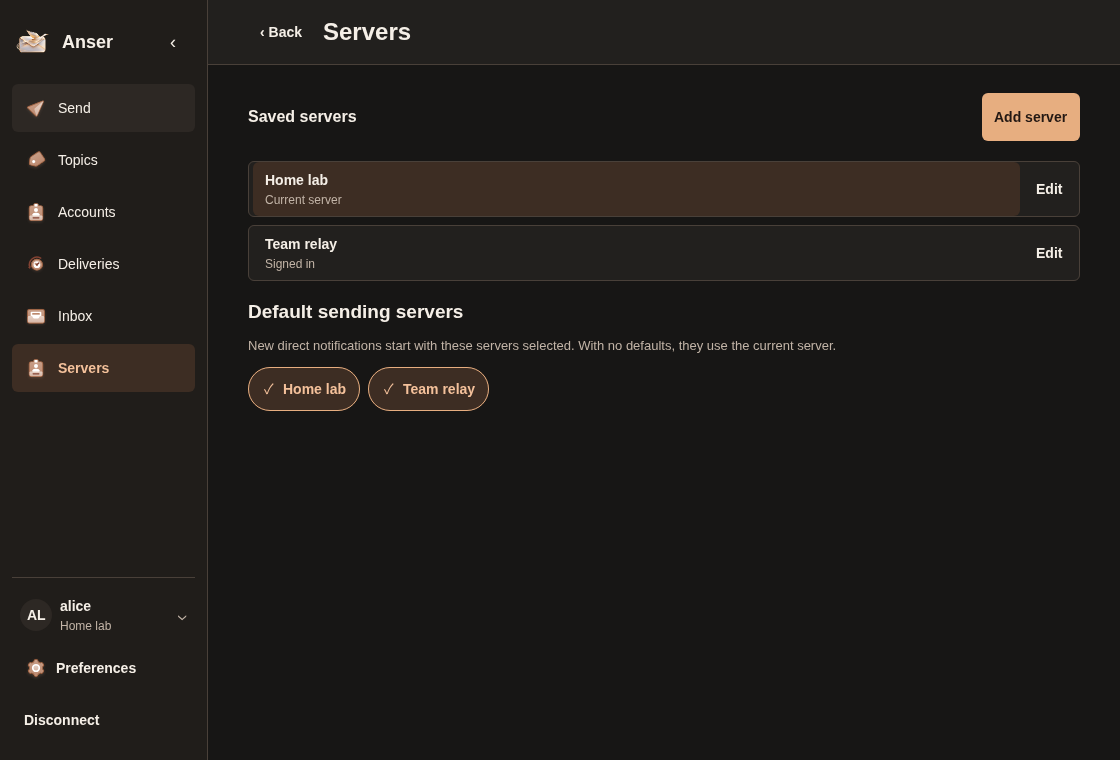 Anser
‹
Send
Topics
Accounts
Deliveries
Inbox
Servers
AL
alice
Home lab
Preferences
Disconnect
‹ Back
Servers
Saved servers
Add server
Home lab
Current server
Edit
Team relay
Signed in
Edit
Default sending servers
New direct notifications start with these servers selected. With no defaults, they use the current server.
✓ Home lab
✓ Team relay